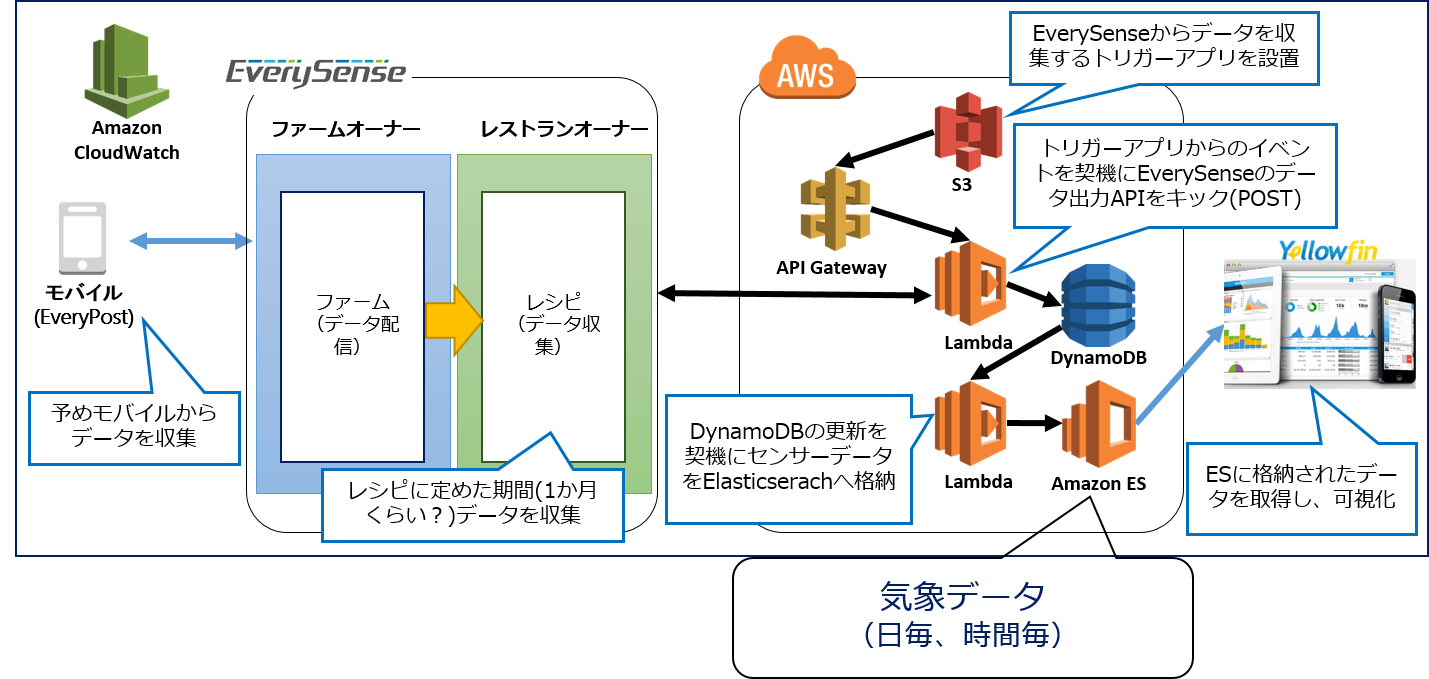 Amazon
CloudWatch
EverySense
ファームオーナー
レストランオーナー
モバイル
(EveryPost)
ファーム
（データ配
信）
レシピ
（データ収
集）
予めモバイルから
データを収集
レシピに定めた期間(1か月
くらい？)データを収集
AWS
EverySenseからデータを収
集するトリガーアプリを設置
S3
トリガーアプリからのイベン
トを契機にEverySenseのデー
タ出力APIをキック(POST)
API Gateway
Lambda
DynamoDB
DynamoDBの更新を
契機にセンサーデータ
をElasticserachへ格納
Lambda
Amazon ES
Yellowfin
ESに格納されたデー
タを取得し、可視化
気象データ
（日毎、時間毎）